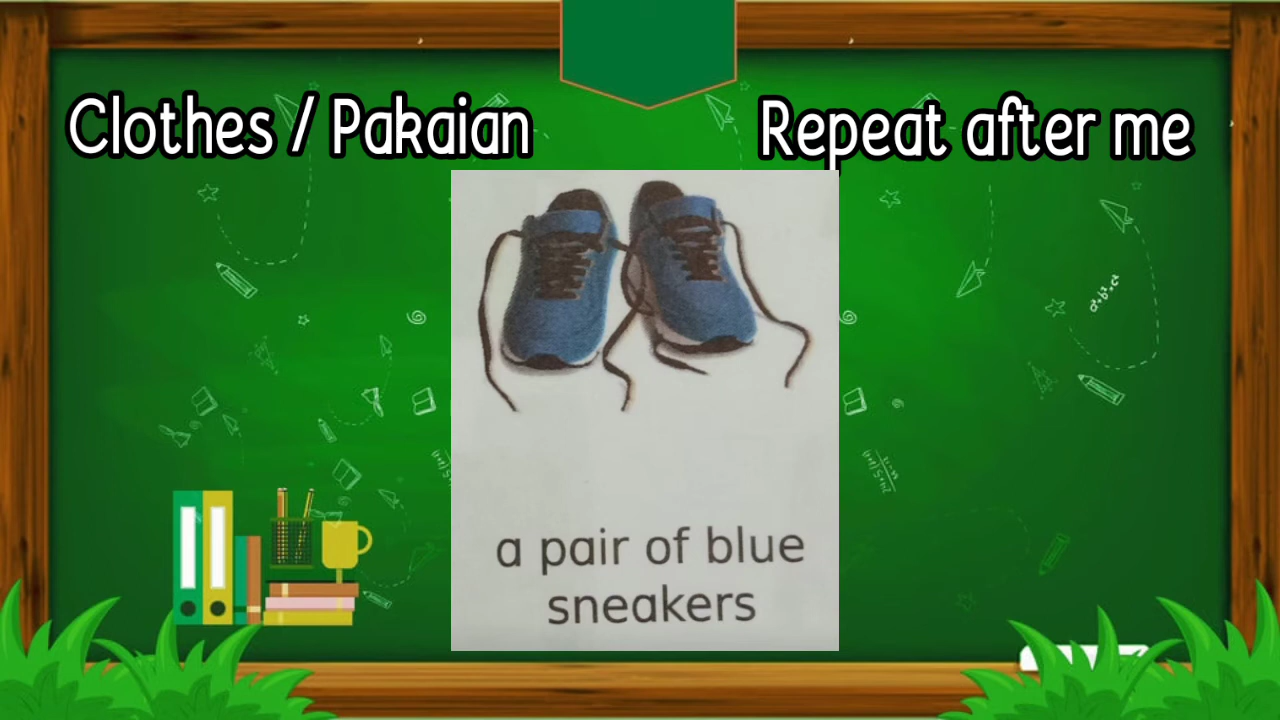 Clothes / Pakaian
Repeat after me
a pair of blue
sneakers